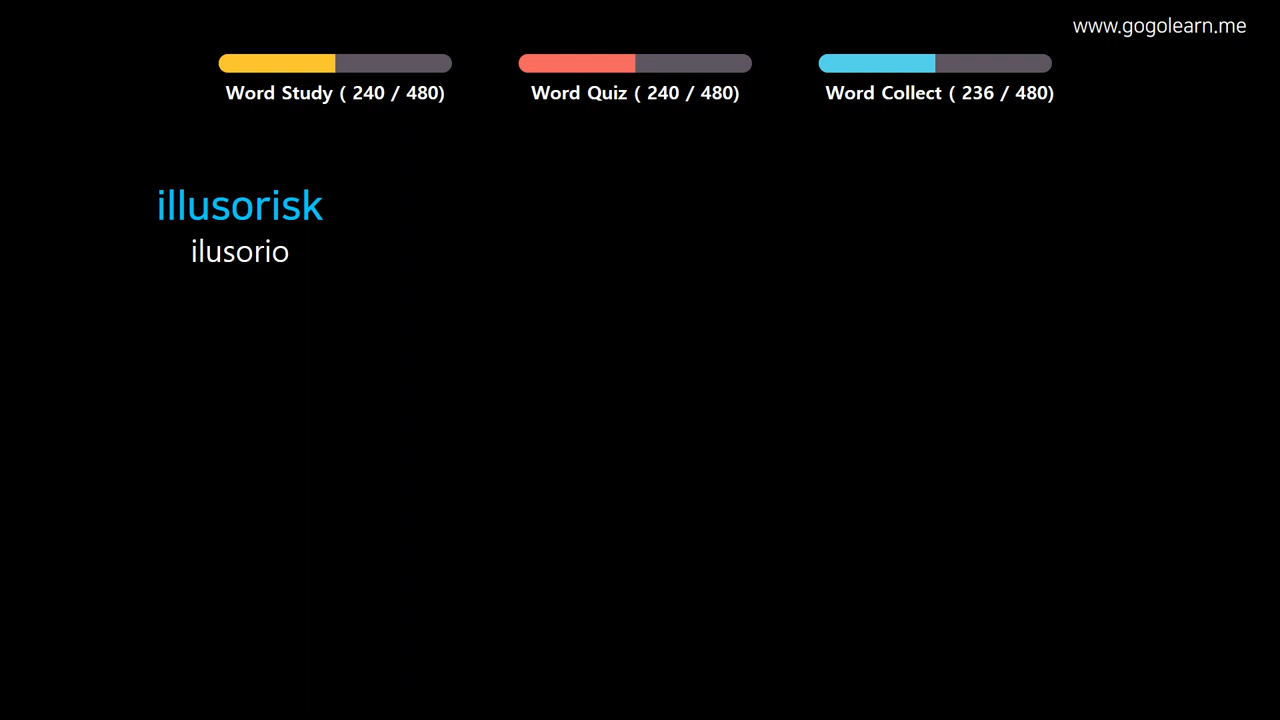 www.gogolearn.me
Word Study ( 240 / 480)
Word Quiz ( 240 / 480)
Word Collect ( 236 / 480)
illusorisk
ilusorio